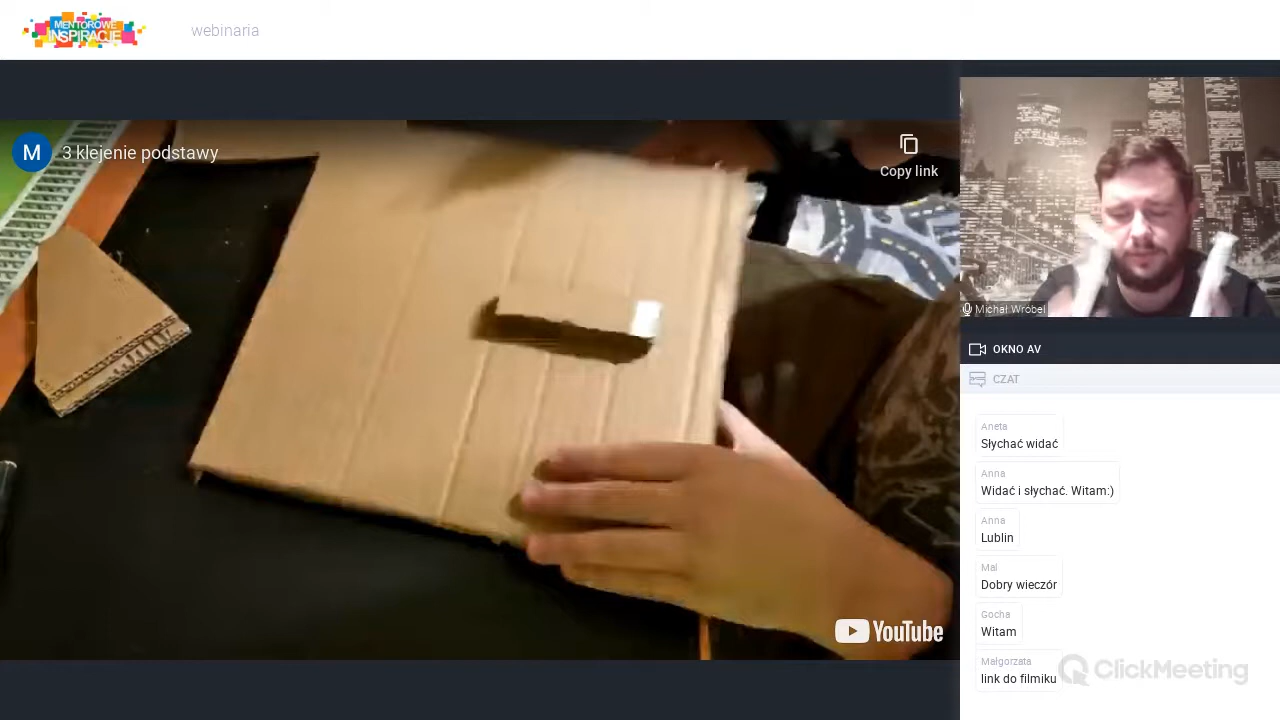 MENTOROWE
INSPIRACJE
webinaria
M
3 klejenie podstawy
Copy link
YouTube
Michał Wróbel
OKNO AV
CZAT
Aneta
Słychać widać
Anna
Widać i słychać. Witam:)
Anna
Lublin
Mal
Dobry wieczór
Gocha
Witam
Małgorzata
link do filmiku
ClickMeeting